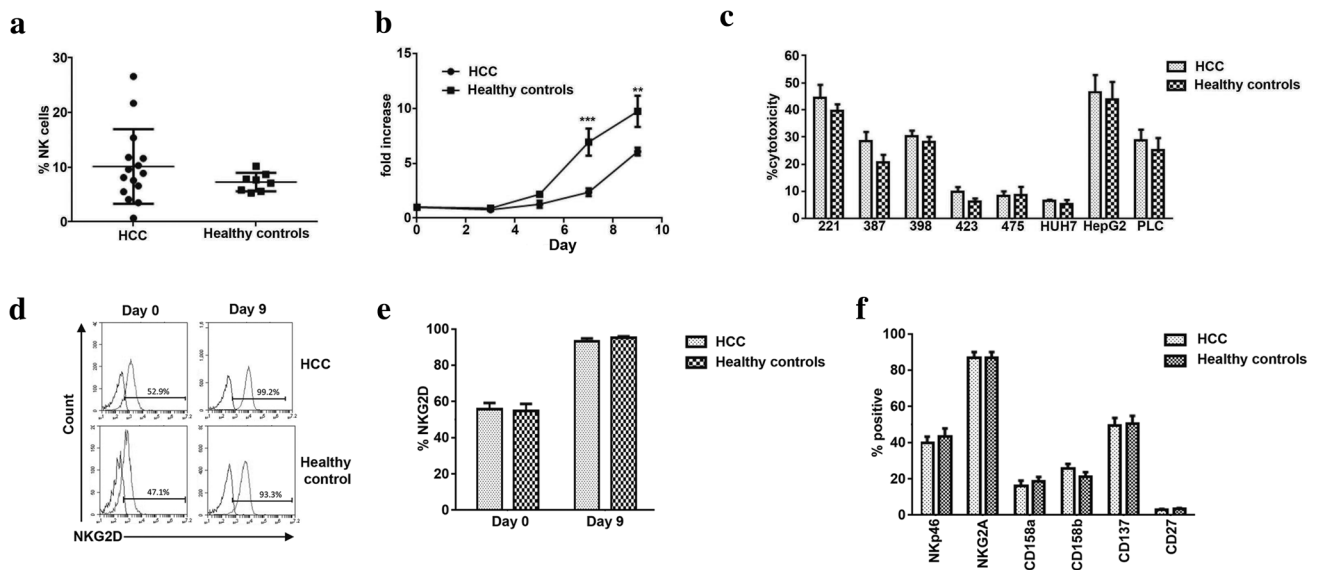 a
30
20
10
0
% NK cells
HCC
Healthy controls
b
15
10
5
0
fold increase
0 2 4 6 8 10
Day
HCC
Healthy controls
***
**
c
60
50
40
30
20
10
0
%cytotoxicity
221 387 398 423 475 HUH7 HepG2 PLC
HCC
Healthy controls
d
Day 0 Day 9
52.9%
99.2%
HCC
47.1%
93.3%
Healthy
control
Count
NKG2D
e
100
80
60
40
20
0
% NKG2D
Day 0 Day 9
HCC
Healthy controls
f
100
80
60
40
20
0
% positive
NKp46
NKG2A
CD158a
CD158b
CD137
CD27
HCC
Healthy controls